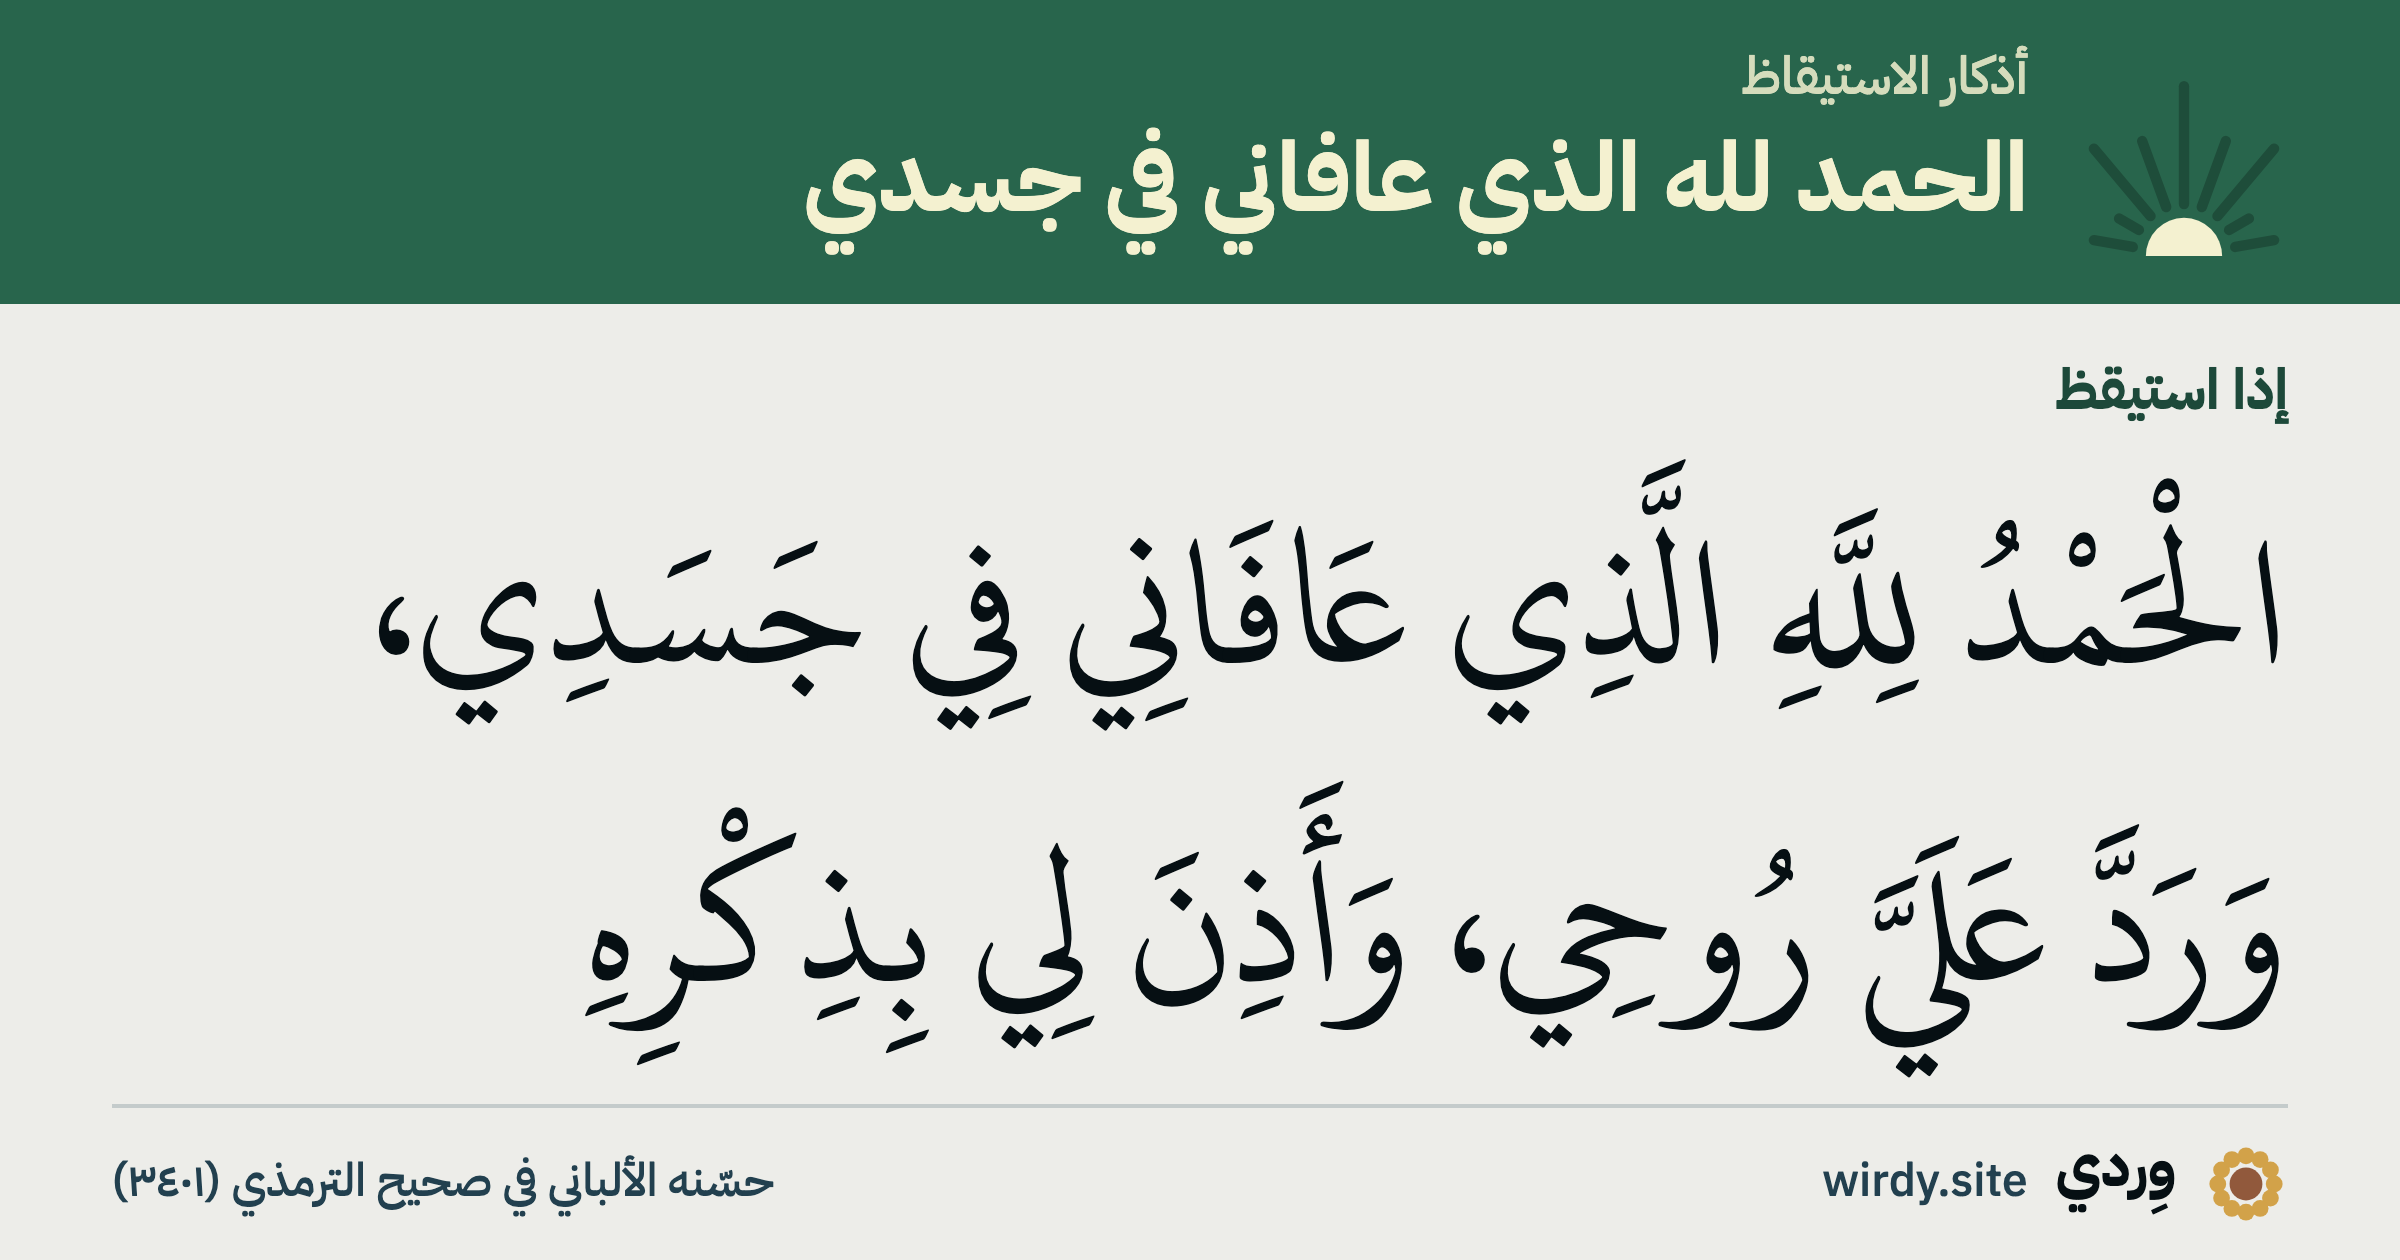 أذكار الاستيقاظ
الحمد لله الذي عافاني في جسدي
إذا استيقظ
الْحَمْدُ لِلَّهِ الَّذِي عَافَانِي فِي جَسَدِي،
وَرَدَّ عَلَيَّ رُوحِي، وَأَذِنَ لِي بِذِكْرِهِ
وِردي wirdy.site
حسّنه الألباني في صحيح الترمذي (٣٤٠١)